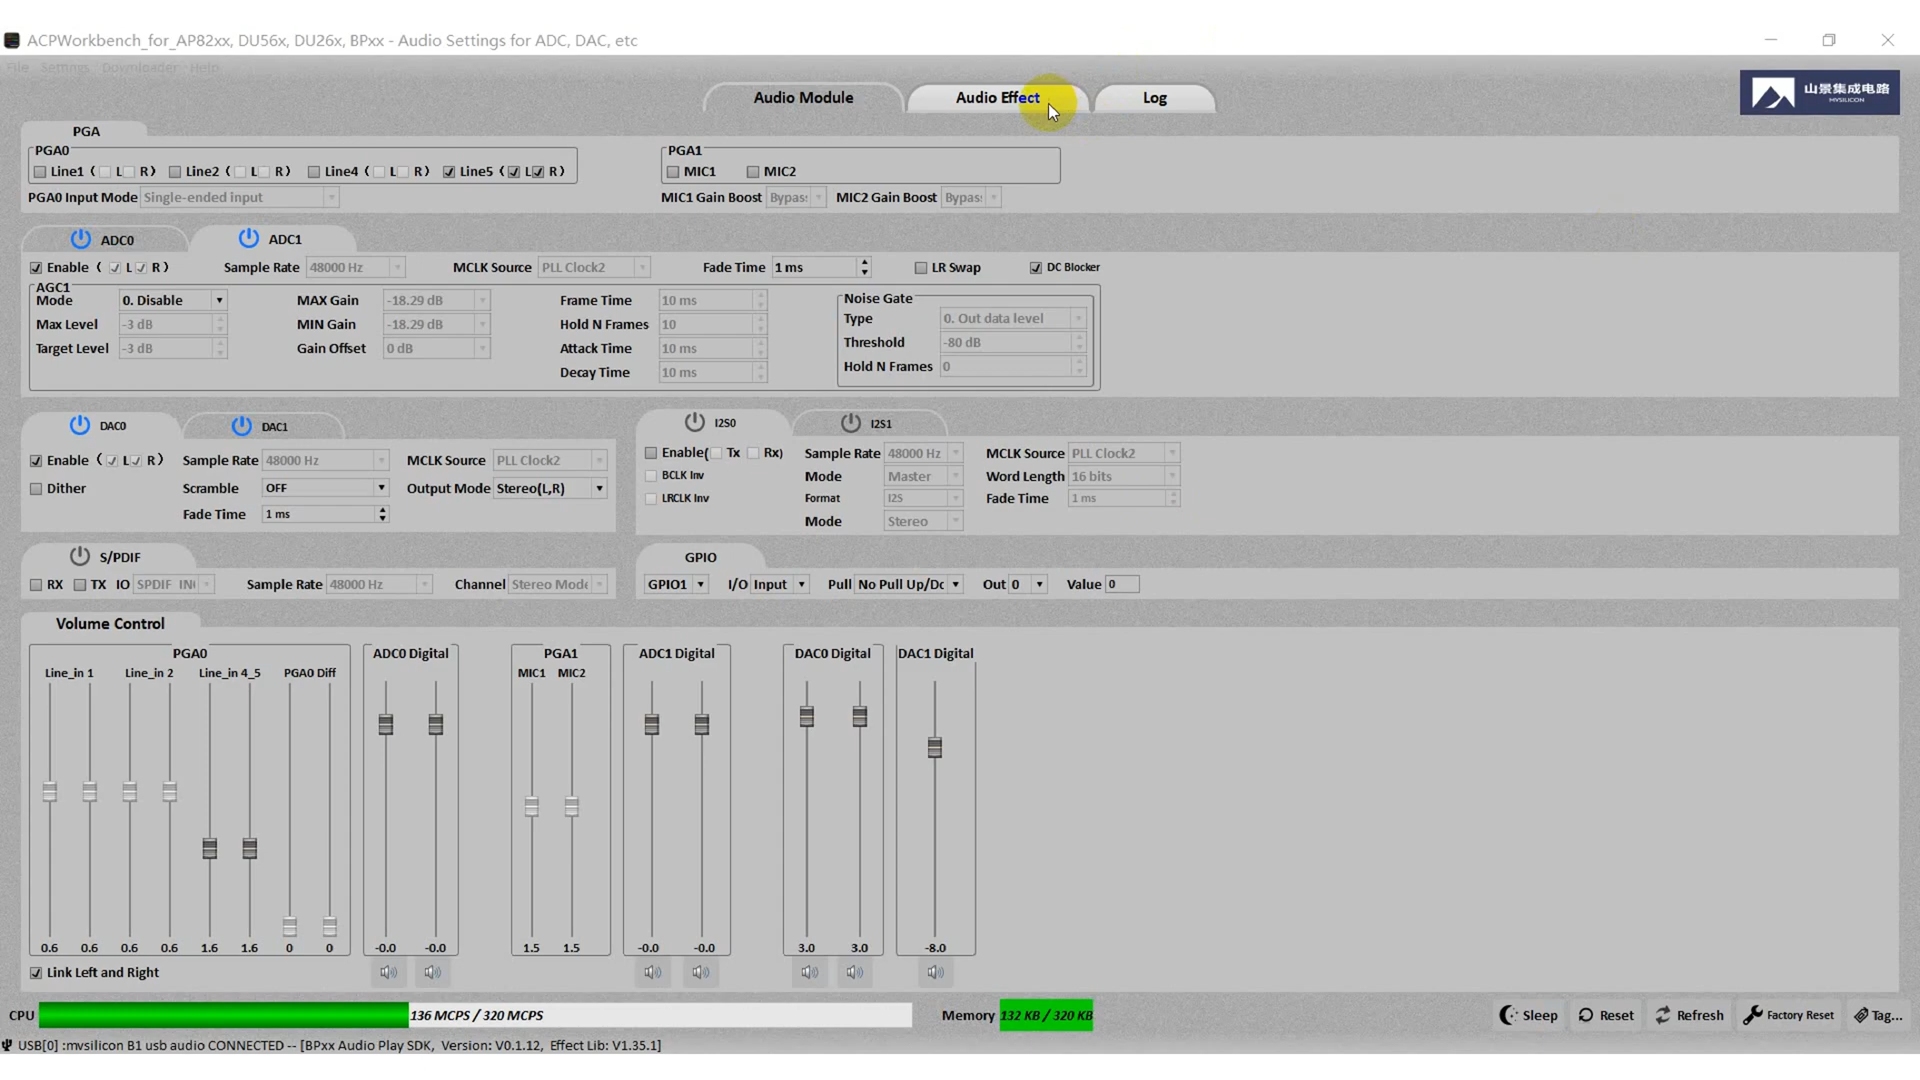 ACPWorkbench_for_AP82xx, DU56x, DU26x, BPxx - Audio Settings for ADC, DAC, etc
File Settings Downloader Help
Audio Module Audio Effect Log
山景集成电路
MVSILICON
PGA
PGA0 PGA1
Line1 ( L R ) Line2 ( L R ) Line4 ( L R ) Line5 ( L R ) MIC1 MIC2
PGA0 Input Mode Single-ended input MIC1 Gain Boost Bypas: MIC2 Gain Boost Bypas:
ADC0 ADC1
Enable ( L R ) Sample Rate 48000 Hz MCLK Source PLL Clock2 Fade Time 1 ms LR Swap DC Blocker
AGC1
Mode 0. Disable MAX Gain -18.29 dB Frame Time 10 ms Noise Gate
Max Level -3 dB MIN Gain -18.29 dB Hold N Frames 10 Type 0. Out data level
Target Level -3 dB Gain Offset 0 dB Attack Time 10 ms Threshold -80 dB
Decay Time 10 ms Hold N Frames 0
DAC0 DAC1 I2S0 I2S1
Enable ( L R ) Sample Rate 48000 Hz MCLK Source PLL Clock2 Enable( Tx Rx) Sample Rate 48000 Hz MCLK Source PLL Clock2
Dither Scramble OFF Output Mode Stereo(L,R) BCLK Inv Mode Master Word Length 16 bits
Fade Time 1 ms LRCLK Inv Format I2S Fade Time 1 ms
Mode Stereo
S/PDIF GPIO
RX TX IO SPDIF IN( Sample Rate 48000 Hz Channel Stereo Mode GPIO1 I/O Input Pull No Pull Up/Dc Out 0 Value 0
Volume Control
PGA0 ADC0 Digital PGA1 ADC1 Digital DAC0 Digital DAC1 Digital
Line_in 1 Line_in 2 Line_in 4_5 PGA0 Diff MIC1 MIC2
0.6 0.6 0.6 0.6 1.6 1.6 0 0 -0.0 -0.0 1.5 1.5 -0.0 -0.0 3.0 3.0 -8.0
Link Left and Right
CPU 136 MCPS / 320 MCPS Memory 132 KB / 320 KB Sleep Reset Refresh Factory Reset Tag...
USB[0] :mvsilicon B1 usb audio CONNECTED -- [BPxx Audio Play SDK, Version: V0.1.12, Effect Lib: V1.35.1]